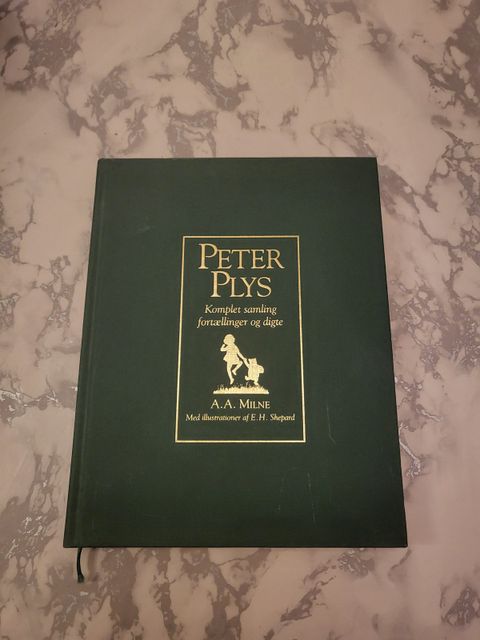 PETER
PLYS
Komplet samling
fortællinger og digte
A.A. MILNE
Med illustrationer af E. H. Shepard